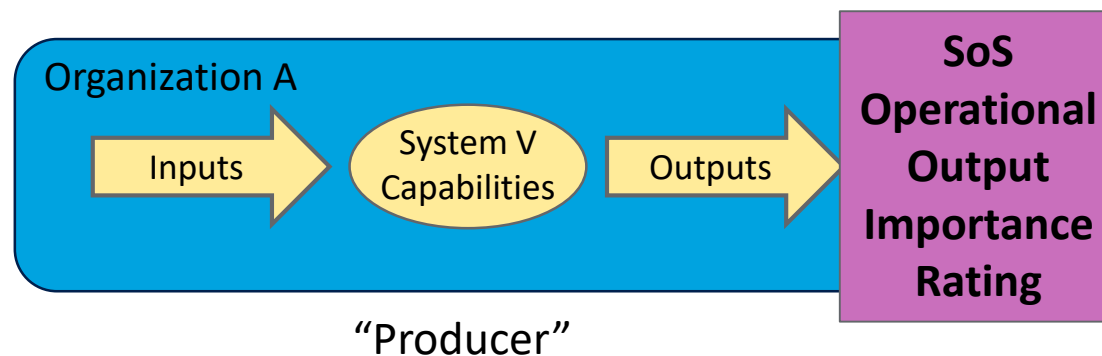 Organization A
Inputs
System V
Capabilities
Outputs
SoS
Operational
Output
Importance
Rating
“Producer”